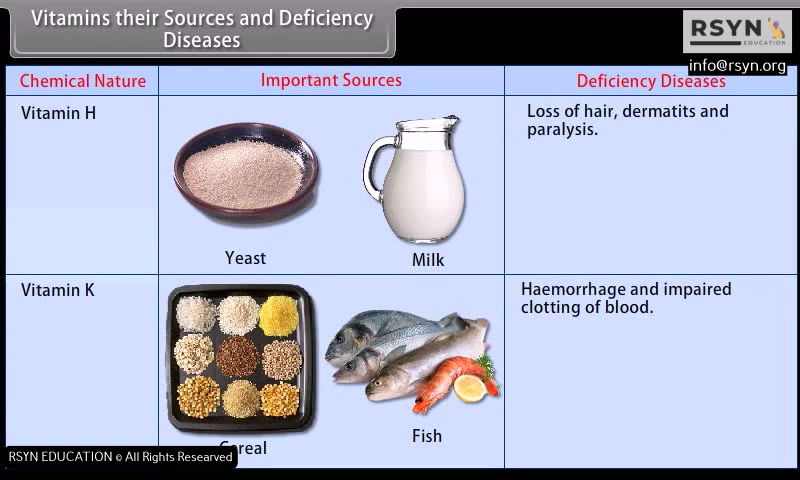 Vitamins their Sources and Deficiency
Diseases
RSYN
EDUCATION
info@rsyn.org
Chemical Nature
Important Sources
Deficiency Diseases
Vitamin H
Loss of hair, dermatits and
paralysis.
Yeast
Milk
Vitamin K
Haemorrhage and impaired
clotting of blood.
Cereal
Fish
RSYN EDUCATION © All Rights Researved